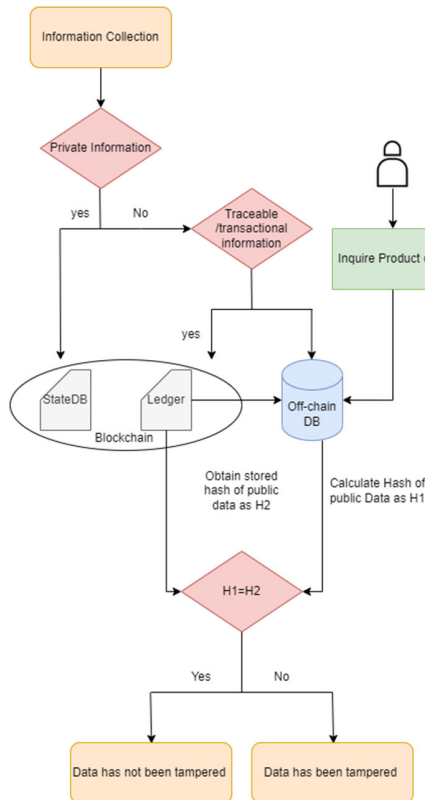 Information Collection
Private Information
yes
No
Traceable
/transactional
information
Inquire Product
yes
StateDB
Ledger
Off-chain
DB
Blockchain
Obtain stored
hash of public
data as H2
Calculate Hash of
public Data as H1
H1=H2
Yes
No
Data has not been tampered
Data has been tampered